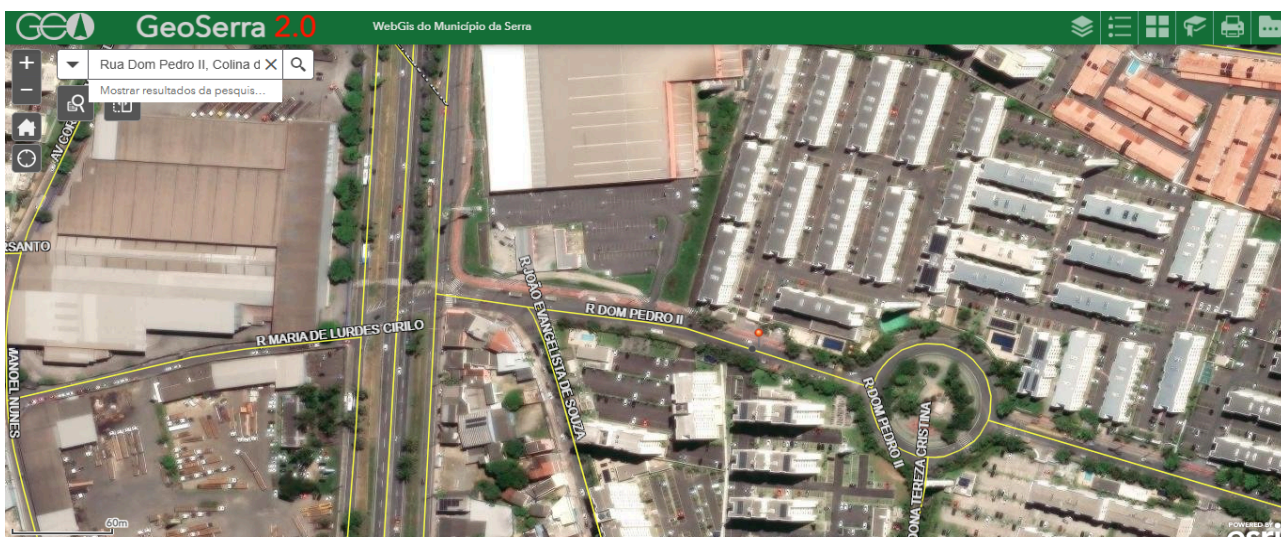 GEO
GeoSerra 2.0
WebGis do Município da Serra
+
Rua Dom Pedro II, Colina d
Mostrar resultados da pesquis...
−
AV COR
RSANTO
R JOÃO EVANGELISTA DE SOUZA
R DOM PEDRO II
R MARIA DE LURDES CIRILO
MANOEL NUNES
R DOM PEDRO II
DONA TEREZA CRISTINA
60m
POWERED BY
esri